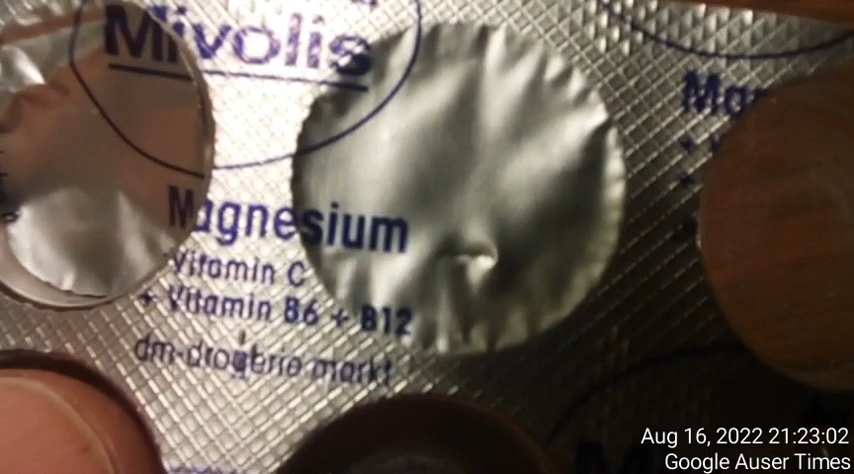 Mivolis
Magnesium
Vitamin C
+ Vitamin B6 + B12
dm-drogerie markt
Aug 16, 2022 21:23:02
Google Auser Times